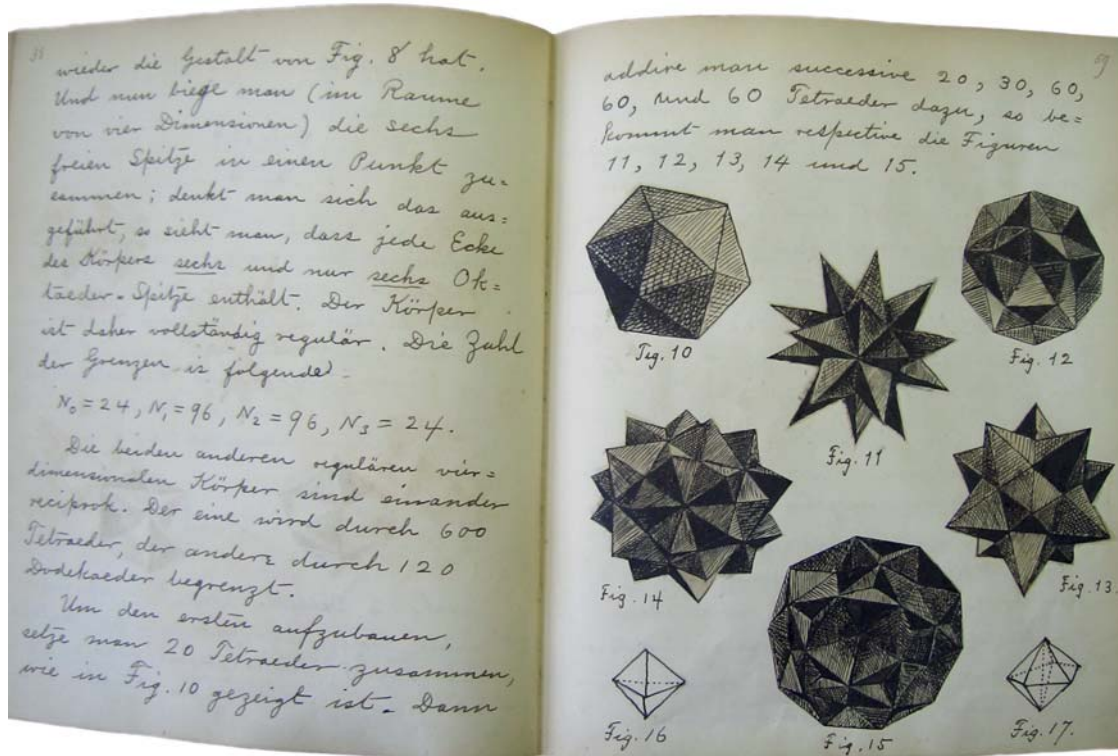 wieder die Gestalt von Fig. 8 hat.
Und nun biege man (im Raume
von vier Dimensionen) die sechs
freien Spitze in einen Punkt zu=
sammen; denkt man sich das aus=
geführt, so sieht man, dass jede Ecke
des Körpers sechs und nur sechs Ok=
taeder-Spitze enthält. Der Körper
ist daher vollständig regulär. Die Zahl
der Grenzen is folgende:
N₀ = 24, N₁ = 96, N₂ = 96, N₃ = 24.
Die beiden anderen regulären vier=
dimensionalen Körper sind einander
reciprok. Der eine wird durch 600
Tetraeder, der andere durch 120
Dodekaeder begrenzt.
Um den ersten aufzubauen,
setze man 20 Tetraeder zusammen,
wie in Fig. 10 gezeigt ist. Dann
59
addire man successive 20, 30, 60,
60, und 60 Tetraeder dazu, so be=
kommt man respective die Figuren
11, 12, 13, 14 und 15.
Fig. 10
Fig. 12
Fig. 11
Fig. 14
Fig. 13.
Fig. 16
Fig. 15
Fig. 17.